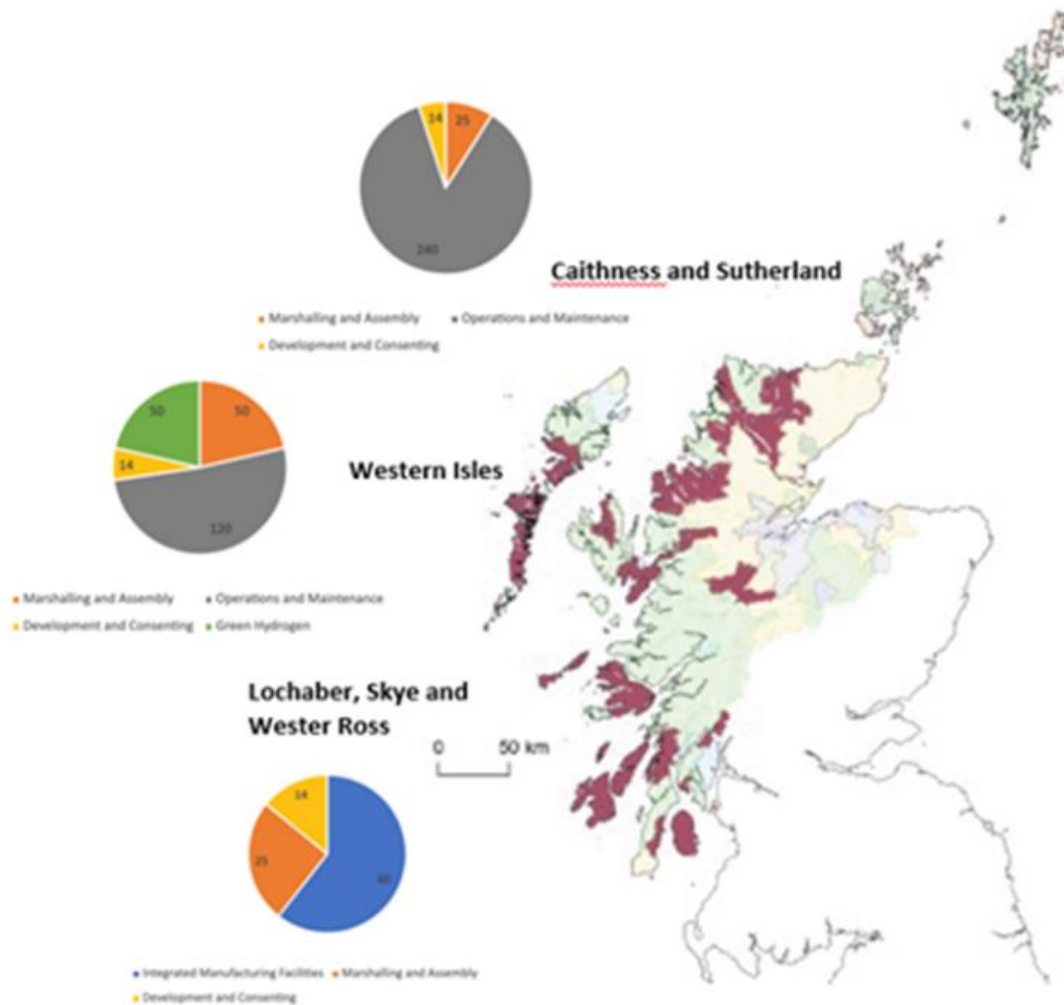 14 25
240
Caithness and Sutherland
Marshalling and Assembly Operations and Maintenance
Development and Consenting
50 50
14
120
Western Isles
Marshalling and Assembly Operations and Maintenance
Development and Consenting Green Hydrogen
Lochaber, Skye and
Wester Ross
0 50 km
14
25
60
Integrated Manufacturing Facilities Marshalling and Assembly
Development and Consenting